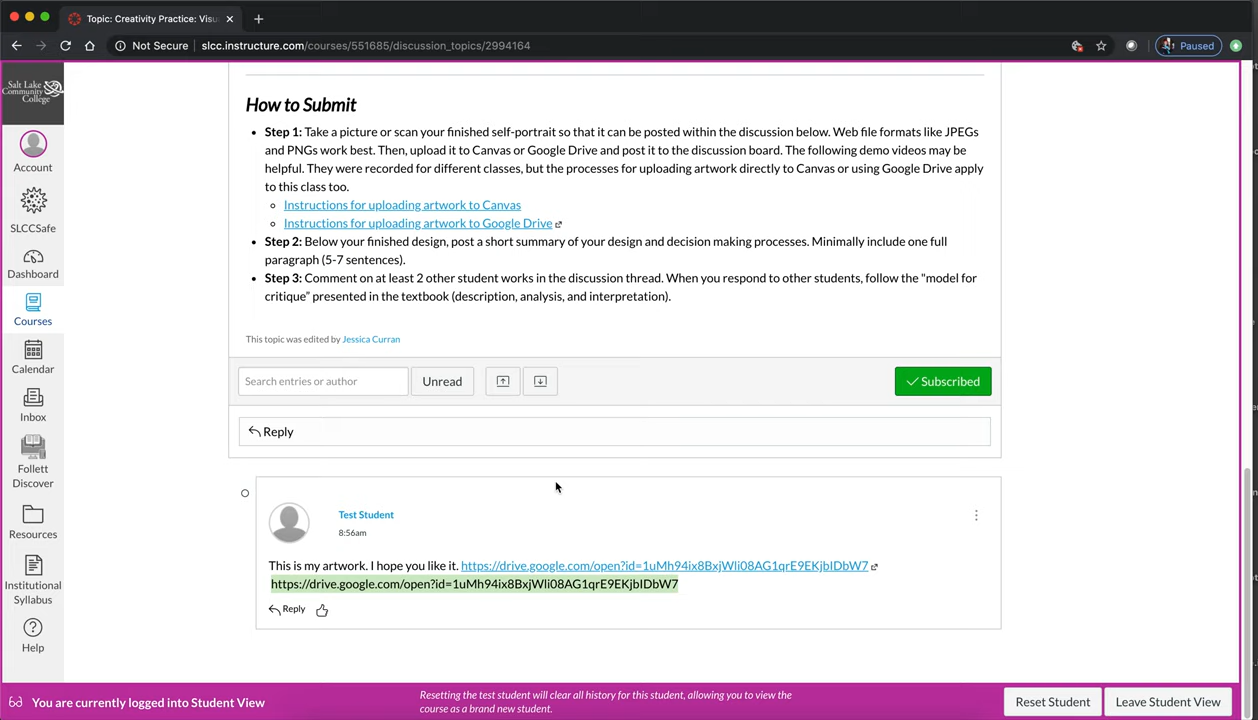 Topic: Creativity Practice: Visu
Not Secure
slcc.instructure.com/courses/551685/discussion_topics/2994164
Paused
Salt Lake
Community
College
Account
SLCCSafe
Dashboard
Courses
Calendar
Inbox
Follett
Discover
Resources
Institutional
Syllabus
Help
How to Submit
• Step 1: Take a picture or scan your finished self-portrait so that it can be posted within the discussion below. Web file formats like JPEGs
and PNGs work best. Then, upload it to Canvas or Google Drive and post it to the discussion board. The following demo videos may be
helpful. They were recorded for different classes, but the processes for uploading artwork directly to Canvas or using Google Drive apply
to this class too.
Instructions for uploading artwork to Canvas
Instructions for uploading artwork to Google Drive
• Step 2: Below your finished design, post a short summary of your design and decision making processes. Minimally include one full
paragraph (5-7 sentences).
• Step 3: Comment on at least 2 other student works in the discussion thread. When you respond to other students, follow the "model for
critique" presented in the textbook (description, analysis, and interpretation).
This topic was edited by Jessica Curran
Search entries or author
Unread
Subscribed
Reply
Test Student
8:56am
This is my artwork. I hope you like it. https://drive.google.com/open?id=1uMh94ix8BxjWli08AG1qrE9EKjbIDbW7
https://drive.google.com/open?id=1uMh94ix8BxjWli08AG1qrE9EKjbIDbW7
Reply
You are currently logged into Student View
Resetting the test student will clear all history for this student, allowing you to view the
course as a brand new student.
Reset Student
Leave Student View